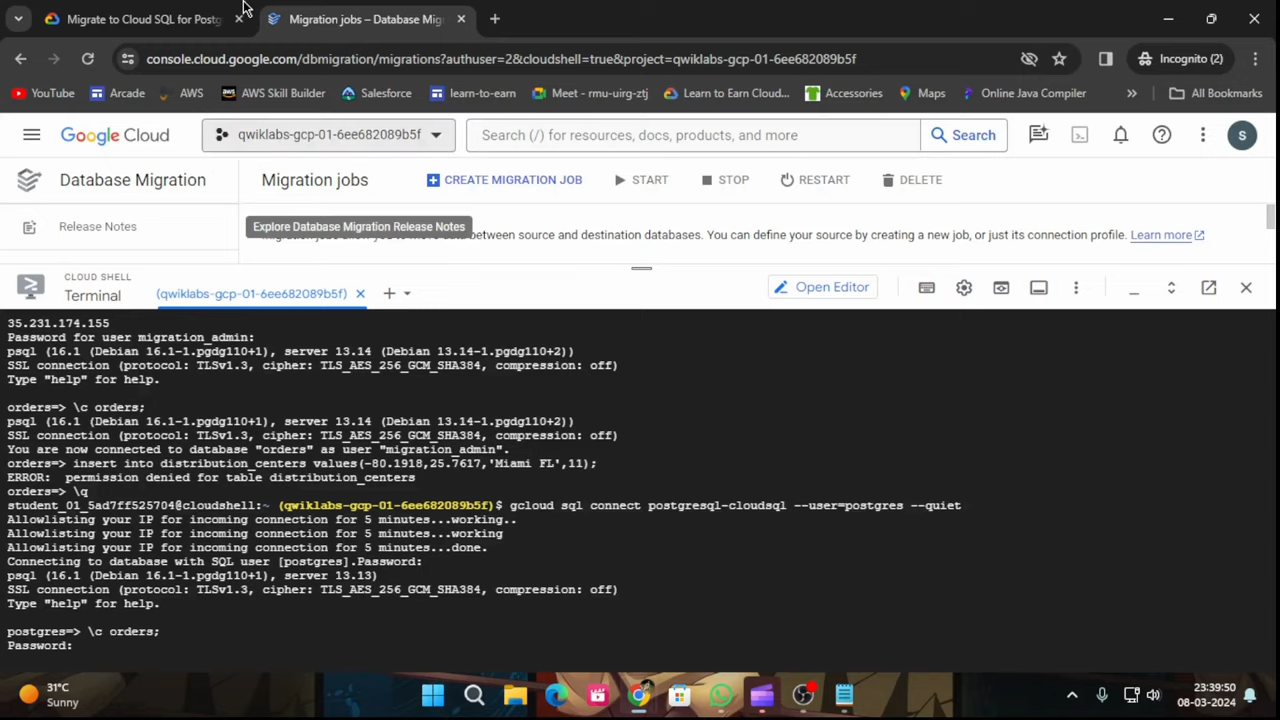 Migrate to Cloud SQL for Postg
Migration jobs – Database Mig
console.cloud.google.com/dbmigration/migrations?authuser=2&cloudshell=true&project=qwiklabs-gcp-01-6ee682089b5f
Incognito (2)
YouTube
Arcade
AWS
AWS Skill Builder
Salesforce
learn-to-earn
Meet - rmu-uirg-ztj
Learn to Earn Cloud...
Accessories
Maps
Online Java Compiler
»
All Bookmarks
Google Cloud
qwiklabs-gcp-01-6ee682089b5f
Search (/) for resources, docs, products, and more
Search
S
Database Migration
Migration jobs
CREATE MIGRATION JOB
START
STOP
RESTART
DELETE
Release Notes
Explore Database Migration Release Notes
between source and destination databases. You can define your source by creating a new job, or just its connection profile. Learn more
CLOUD SHELL
Terminal
(qwiklabs-gcp-01-6ee682089b5f)
Open Editor
35.231.174.155
Password for user migration_admin:
psql (16.1 (Debian 16.1-1.pgdg110+1), server 13.14 (Debian 13.14-1.pgdg110+2))
SSL connection (protocol: TLSv1.3, cipher: TLS_AES_256_GCM_SHA384, compression: off)
Type "help" for help.
orders=> \c orders;
psql (16.1 (Debian 16.1-1.pgdg110+1), server 13.14 (Debian 13.14-1.pgdg110+2))
SSL connection (protocol: TLSv1.3, cipher: TLS_AES_256_GCM_SHA384, compression: off)
You are now connected to database "orders" as user "migration_admin".
orders=> insert into distribution_centers values(-80.1918,25.7617,'Miami FL',11);
ERROR:  permission denied for table distribution_centers
orders=> \q
student_01_5ad7ff525704@cloudshell:~ (qwiklabs-gcp-01-6ee682089b5f)$ gcloud sql connect postgresql-cloudsql --user=postgres --quiet
Allowlisting your IP for incoming connection for 5 minutes...working..
Allowlisting your IP for incoming connection for 5 minutes...working
Allowlisting your IP for incoming connection for 5 minutes...done.
Connecting to database with SQL user [postgres].Password:
psql (16.1 (Debian 16.1-1.pgdg110+1), server 13.13)
SSL connection (protocol: TLSv1.3, cipher: TLS_AES_256_GCM_SHA384, compression: off)
Type "help" for help.
postgres=> \c orders;
Password:
31°C
Sunny
23:39:50
08-03-2024